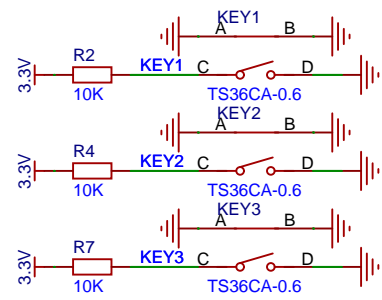 KEY1
A B
R2 KEY1 C D
3.3V
10K TS36CA-0.6
KEY2
A B
R4 KEY2 C D
3.3V
10K TS36CA-0.6
KEY3
A B
R7 KEY3 C D
3.3V
10K TS36CA-0.6